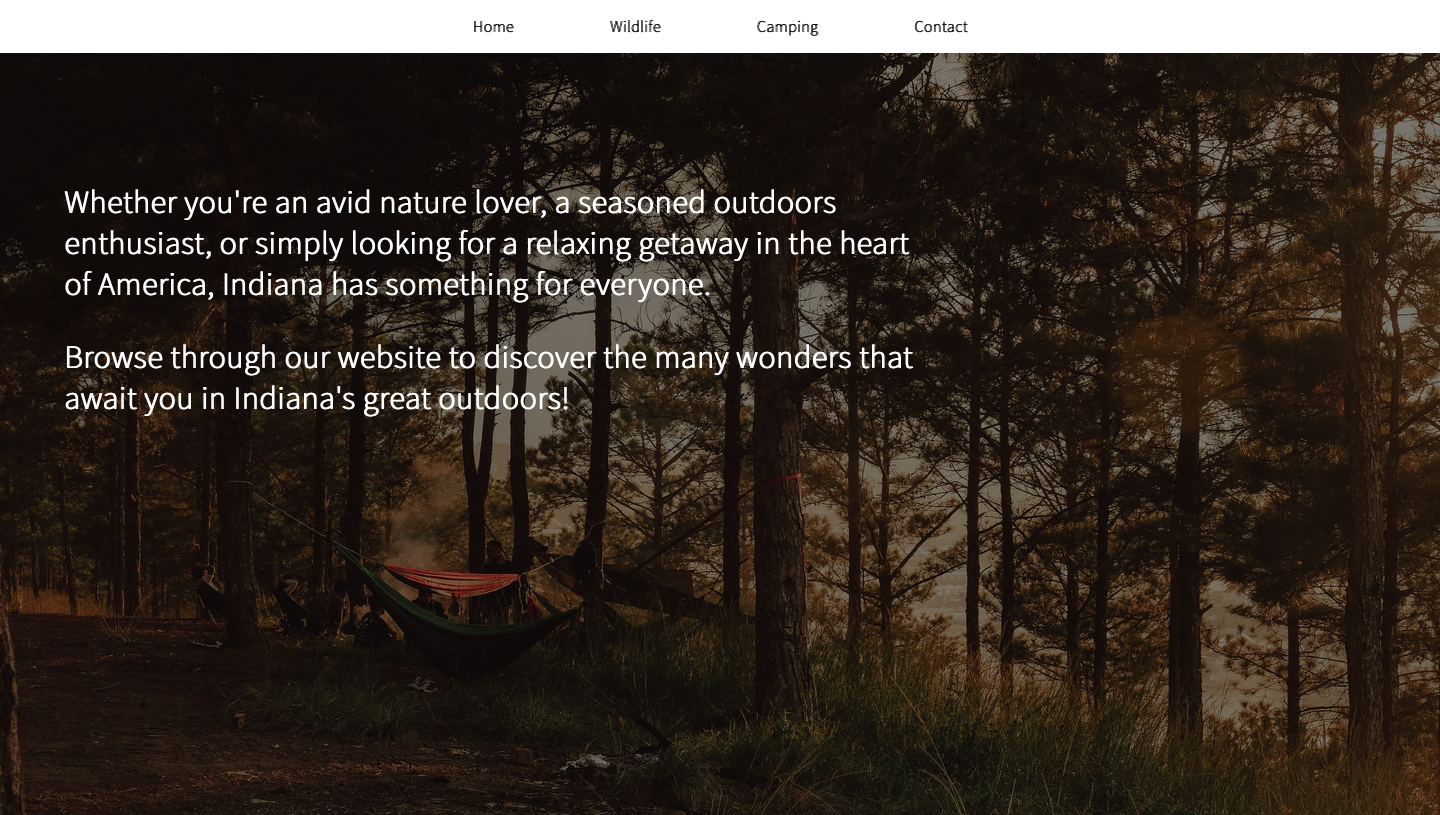 Home Wildlife Camping Contact
Whether you're an avid nature lover, a seasoned outdoors
enthusiast, or simply looking for a relaxing getaway in the heart
of America, Indiana has something for everyone.
Browse through our website to discover the many wonders that
await you in Indiana's great outdoors!